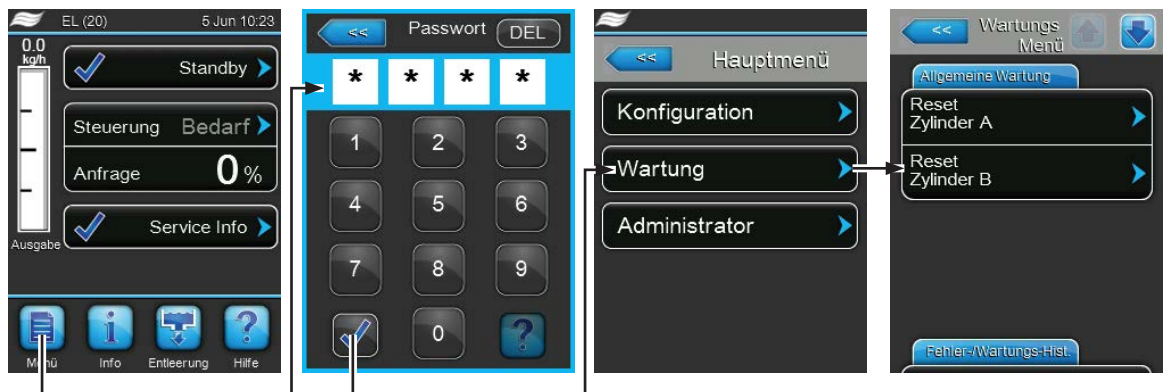 EL (20) 5 Jun 10:23
0.0
kg/h
Standby
Steuerung Bedarf
Anfrage 0 %
Service Info
Ausgabe
Menü Info Entleerung Hilfe
<< Passwort DEL
* * * *
1 2 3
4 5 6
7 8 9
0 ?
<< Hauptmenü
Konfiguration
Wartung
Administrator
<< Wartungs
Menü
Allgemeine Wartung
Reset
Zylinder A
Reset
Zylinder B
Fehler-/Wartungs-Hist.